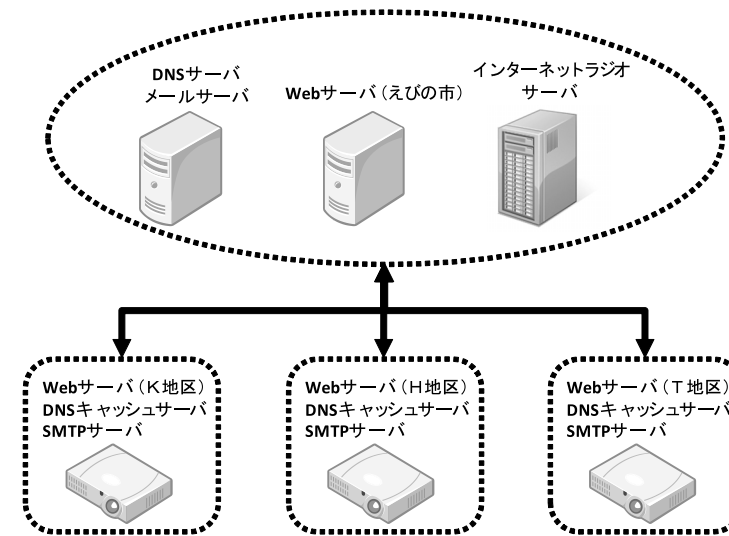 DNSサーバ
メールサーバ
Webサーバ(えびの市)
インターネットラジオ
サーバ
Webサーバ(K地区)
DNSキャッシュサーバ
SMTPサーバ
Webサーバ(H地区)
DNSキャッシュサーバ
SMTPサーバ
Webサーバ(T地区)
DNSキャッシュサーバ
SMTPサーバ